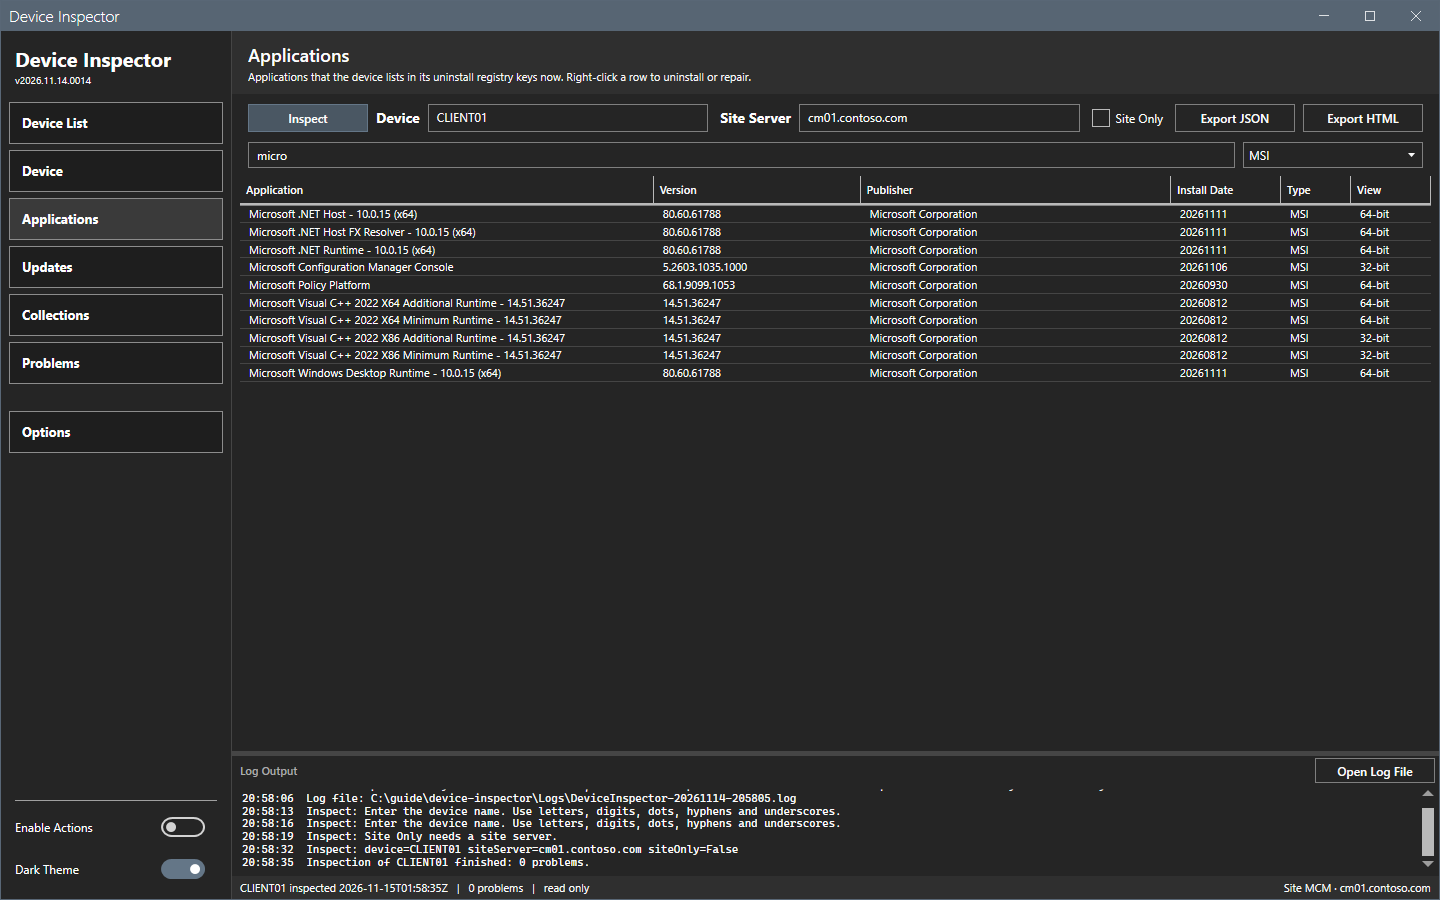 Device Inspector
Device Inspector
v2026.11.14.0014
Device List
Device
Applications
Updates
Collections
Problems
Options
Enable Actions
Dark Theme
Applications
Applications that the device lists in its uninstall registry keys now. Right-click a row to uninstall or repair.
Inspect Device CLIENT01 Site Server cm01.contoso.com Site Only Export JSON Export HTML
micro MSI
Application Version Publisher Install Date Type View
Microsoft .NET Host - 10.0.15 (x64) 80.60.61788 Microsoft Corporation 20261111 MSI 64-bit
Microsoft .NET Host FX Resolver - 10.0.15 (x64) 80.60.61788 Microsoft Corporation 20261111 MSI 64-bit
Microsoft .NET Runtime - 10.0.15 (x64) 80.60.61788 Microsoft Corporation 20261111 MSI 64-bit
Microsoft Configuration Manager Console 5.2603.1035.1000 Microsoft Corporation 20261106 MSI 32-bit
Microsoft Policy Platform 68.1.9099.1053 Microsoft Corporation 20260930 MSI 64-bit
Microsoft Visual C++ 2022 X64 Additional Runtime - 14.51.36247 14.51.36247 Microsoft Corporation 20260812 MSI 64-bit
Microsoft Visual C++ 2022 X64 Minimum Runtime - 14.51.36247 14.51.36247 Microsoft Corporation 20260812 MSI 64-bit
Microsoft Visual C++ 2022 X86 Additional Runtime - 14.51.36247 14.51.36247 Microsoft Corporation 20260812 MSI 32-bit
Microsoft Visual C++ 2022 X86 Minimum Runtime - 14.51.36247 14.51.36247 Microsoft Corporation 20260812 MSI 32-bit
Microsoft Windows Desktop Runtime - 10.0.15 (x64) 80.60.61788 Microsoft Corporation 20261111 MSI 64-bit
Log Output Open Log File
20:58:06 Log file: C:\guide\device-inspector\Logs\DeviceInspector-20261114-205805.log
20:58:13 Inspect: Enter the device name. Use letters, digits, dots, hyphens and underscores.
20:58:16 Inspect: Enter the device name. Use letters, digits, dots, hyphens and underscores.
20:58:19 Inspect: Site Only needs a site server.
20:58:32 Inspect: device=CLIENT01 siteServer=cm01.contoso.com siteOnly=False
20:58:35 Inspection of CLIENT01 finished: 0 problems.
CLIENT01 inspected 2026-11-15T01:58:35Z | 0 problems | read only Site MCM · cm01.contoso.com